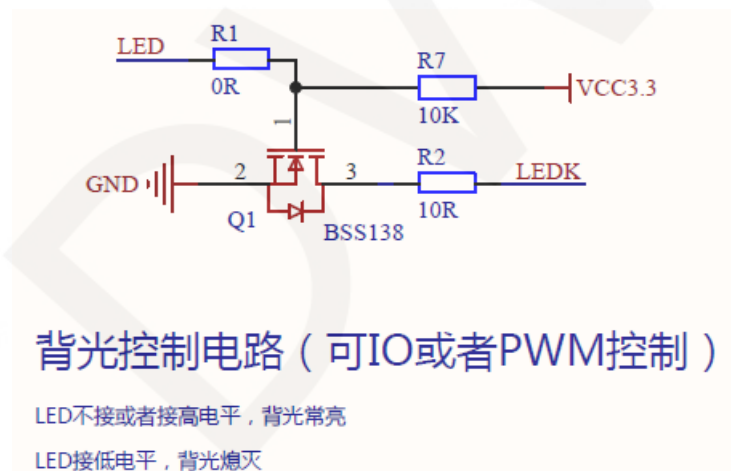 LED
R1
0R
R7
10K
VCC3.3
1
GND
2
3
R2
10R
LEDK
Q1
BSS138
背光控制电路（可IO或者PWM控制）
LED不接或者接高电平，背光常亮
LED接低电平，背光熄灭